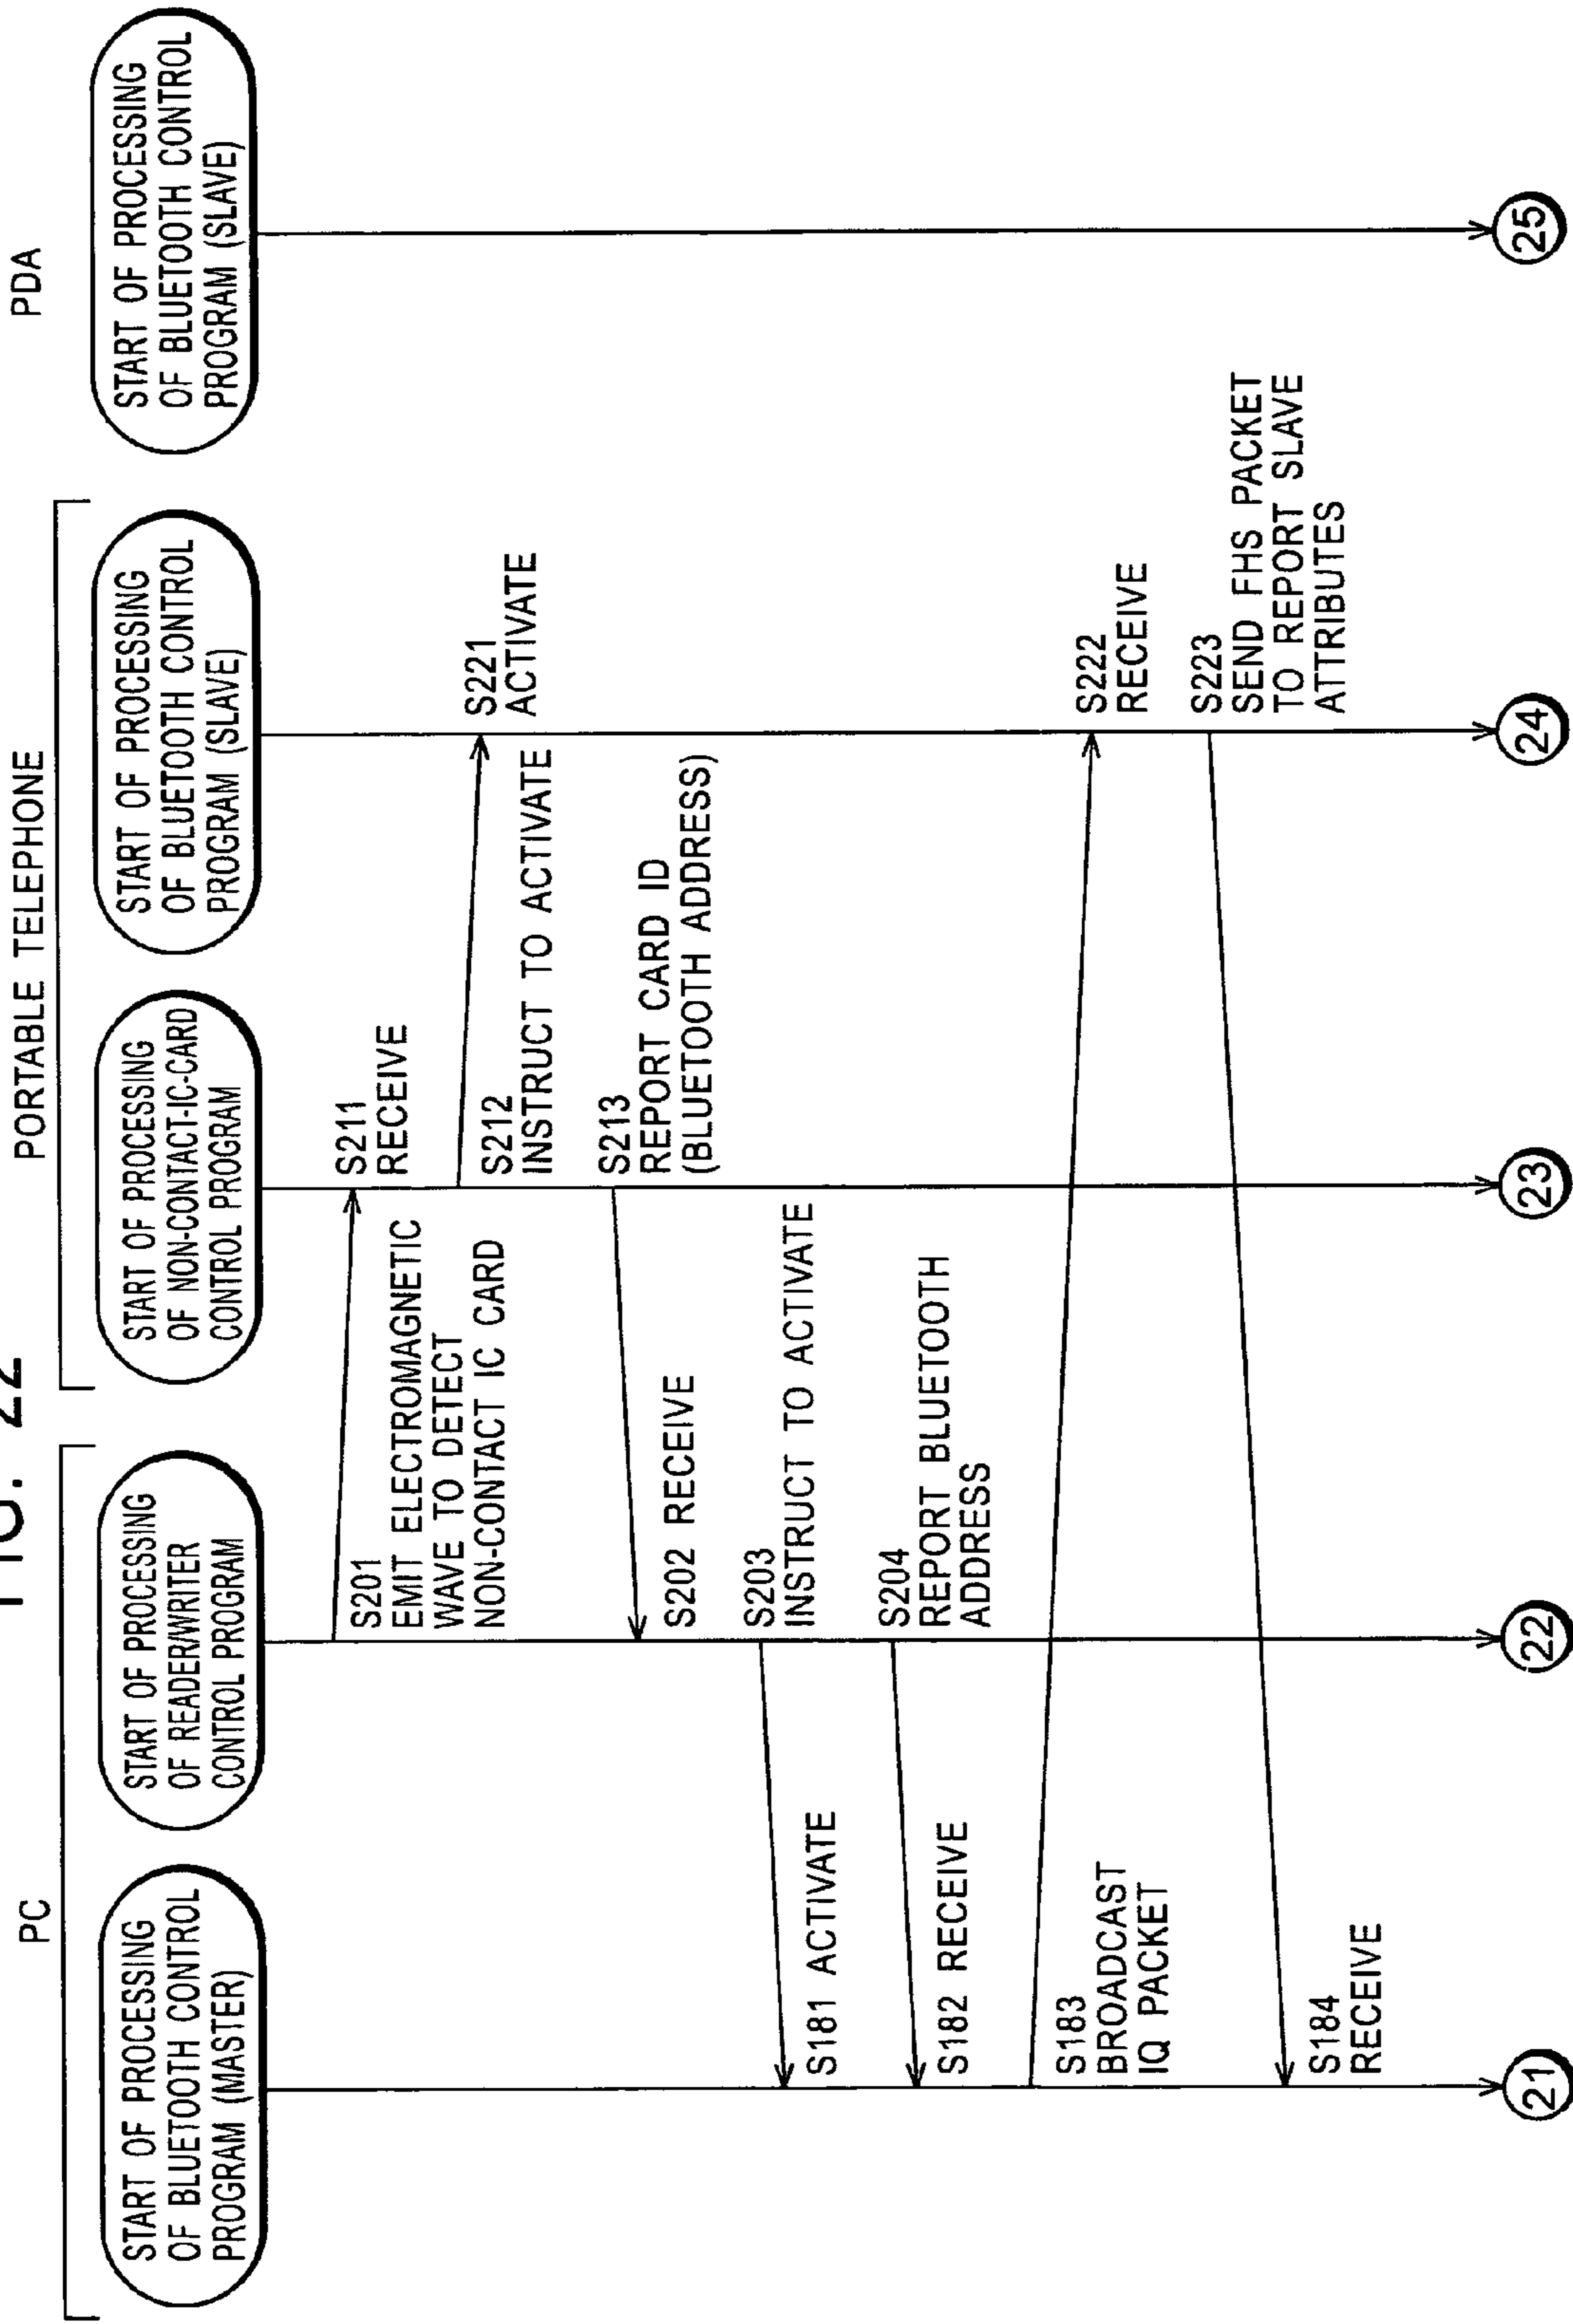 FIG. 22
PC
PORTABLE TELEPHONE
PDA
START OF PROCESSING
OF BLUETOOTH CONTROL
PROGRAM (MASTER)
START OF PROCESSING
OF READER/WRITER
CONTROL PROGRAM
START OF PROCESSING
OF NON-CONTACT-IC-CARD
CONTROL PROGRAM
START OF PROCESSING
OF BLUETOOTH CONTROL
PROGRAM (SLAVE)
START OF PROCESSING
OF BLUETOOTH CONTROL
PROGRAM (SLAVE)
S201
EMIT ELECTROMAGNETIC
WAVE TO DETECT
NON-CONTACT IC CARD
S211
RECEIVE
S212
INSTRUCT TO ACTIVATE
S221
ACTIVATE
S213
REPORT CARD ID
(BLUETOOTH ADDRESS)
S202 RECEIVE
S203
INSTRUCT TO ACTIVATE
S181 ACTIVATE
S204
REPORT BLUETOOTH
ADDRESS
S182 RECEIVE
S183
BROADCAST
IQ PACKET
S222
RECEIVE
S223
SEND FHS PACKET
TO REPORT SLAVE
ATTRIBUTES
S184
RECEIVE
21
22
23
24
25